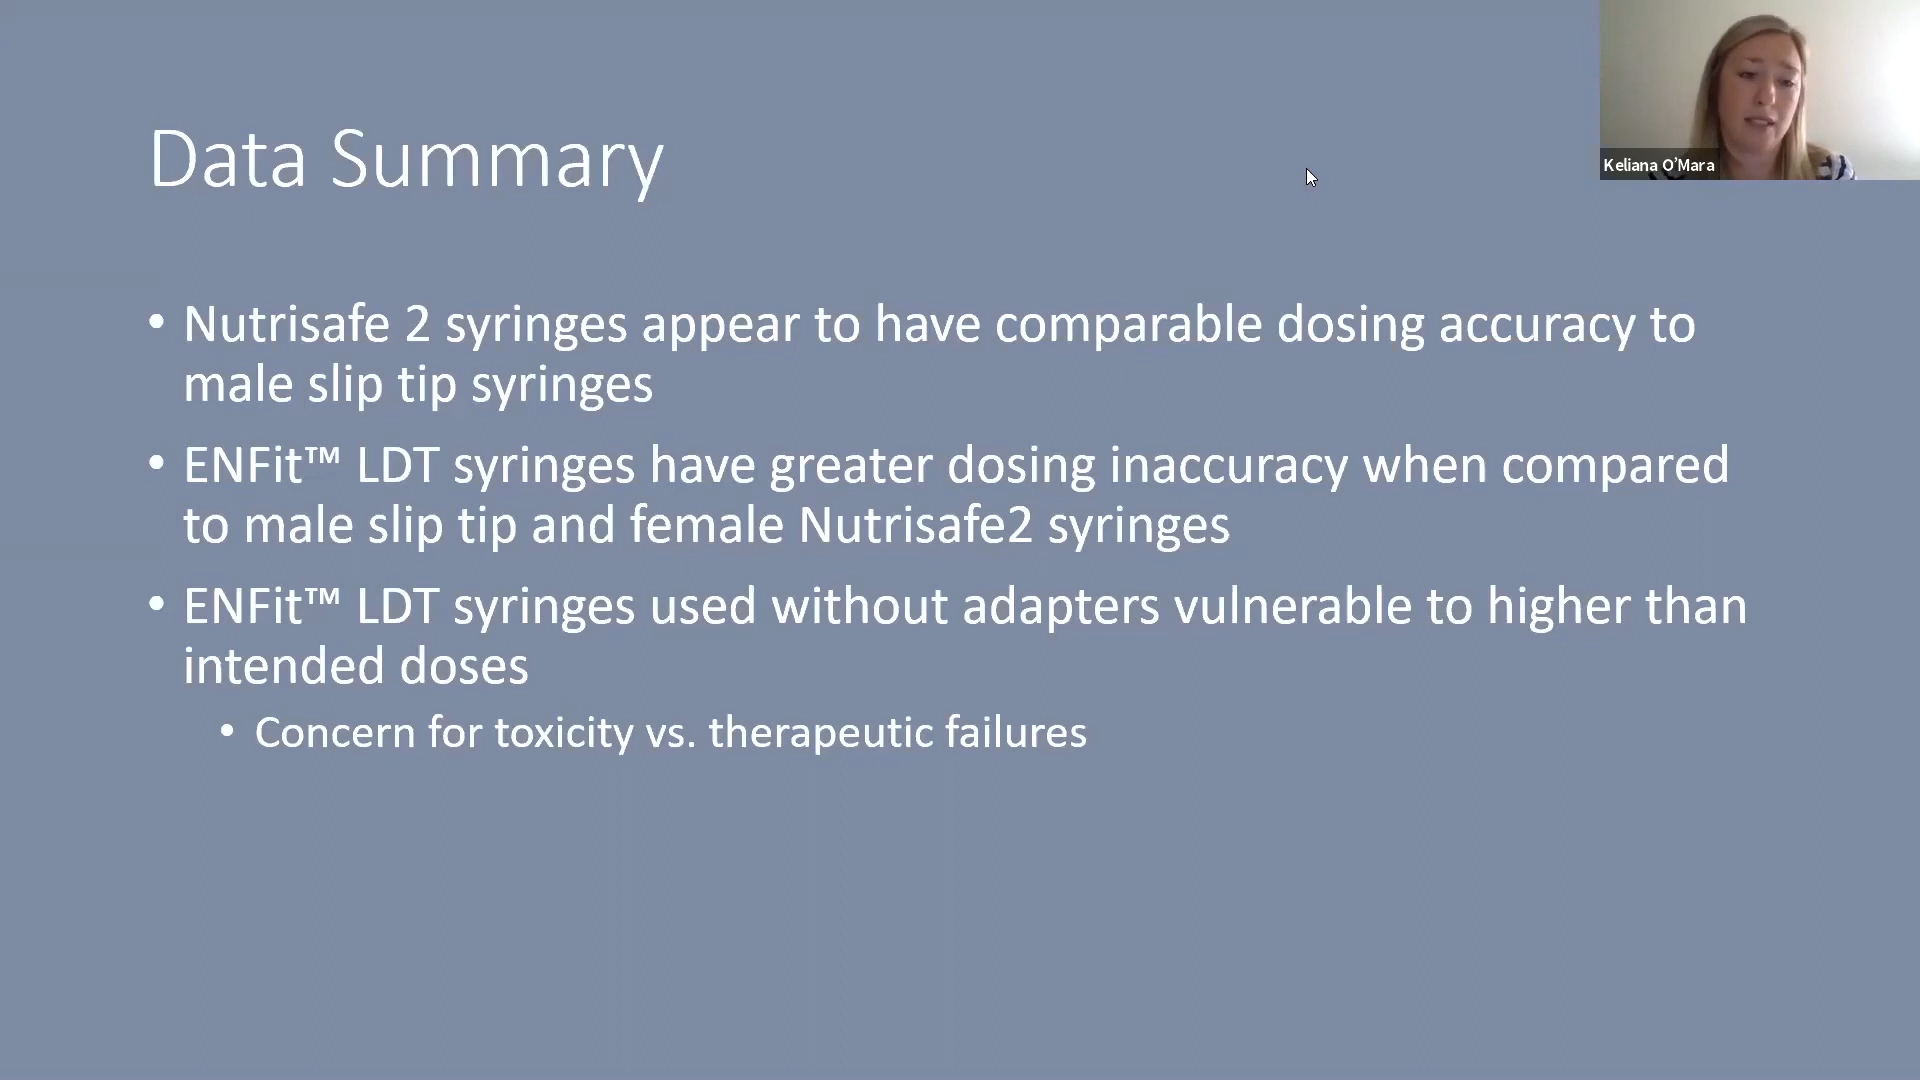 Keliana O’Mara
Data Summary
• Nutrisafe 2 syringes appear to have comparable dosing accuracy to
male slip tip syringes
• ENFit™ LDT syringes have greater dosing inaccuracy when compared
to male slip tip and female Nutrisafe2 syringes
• ENFit™ LDT syringes used without adapters vulnerable to higher than
intended doses
• Concern for toxicity vs. therapeutic failures